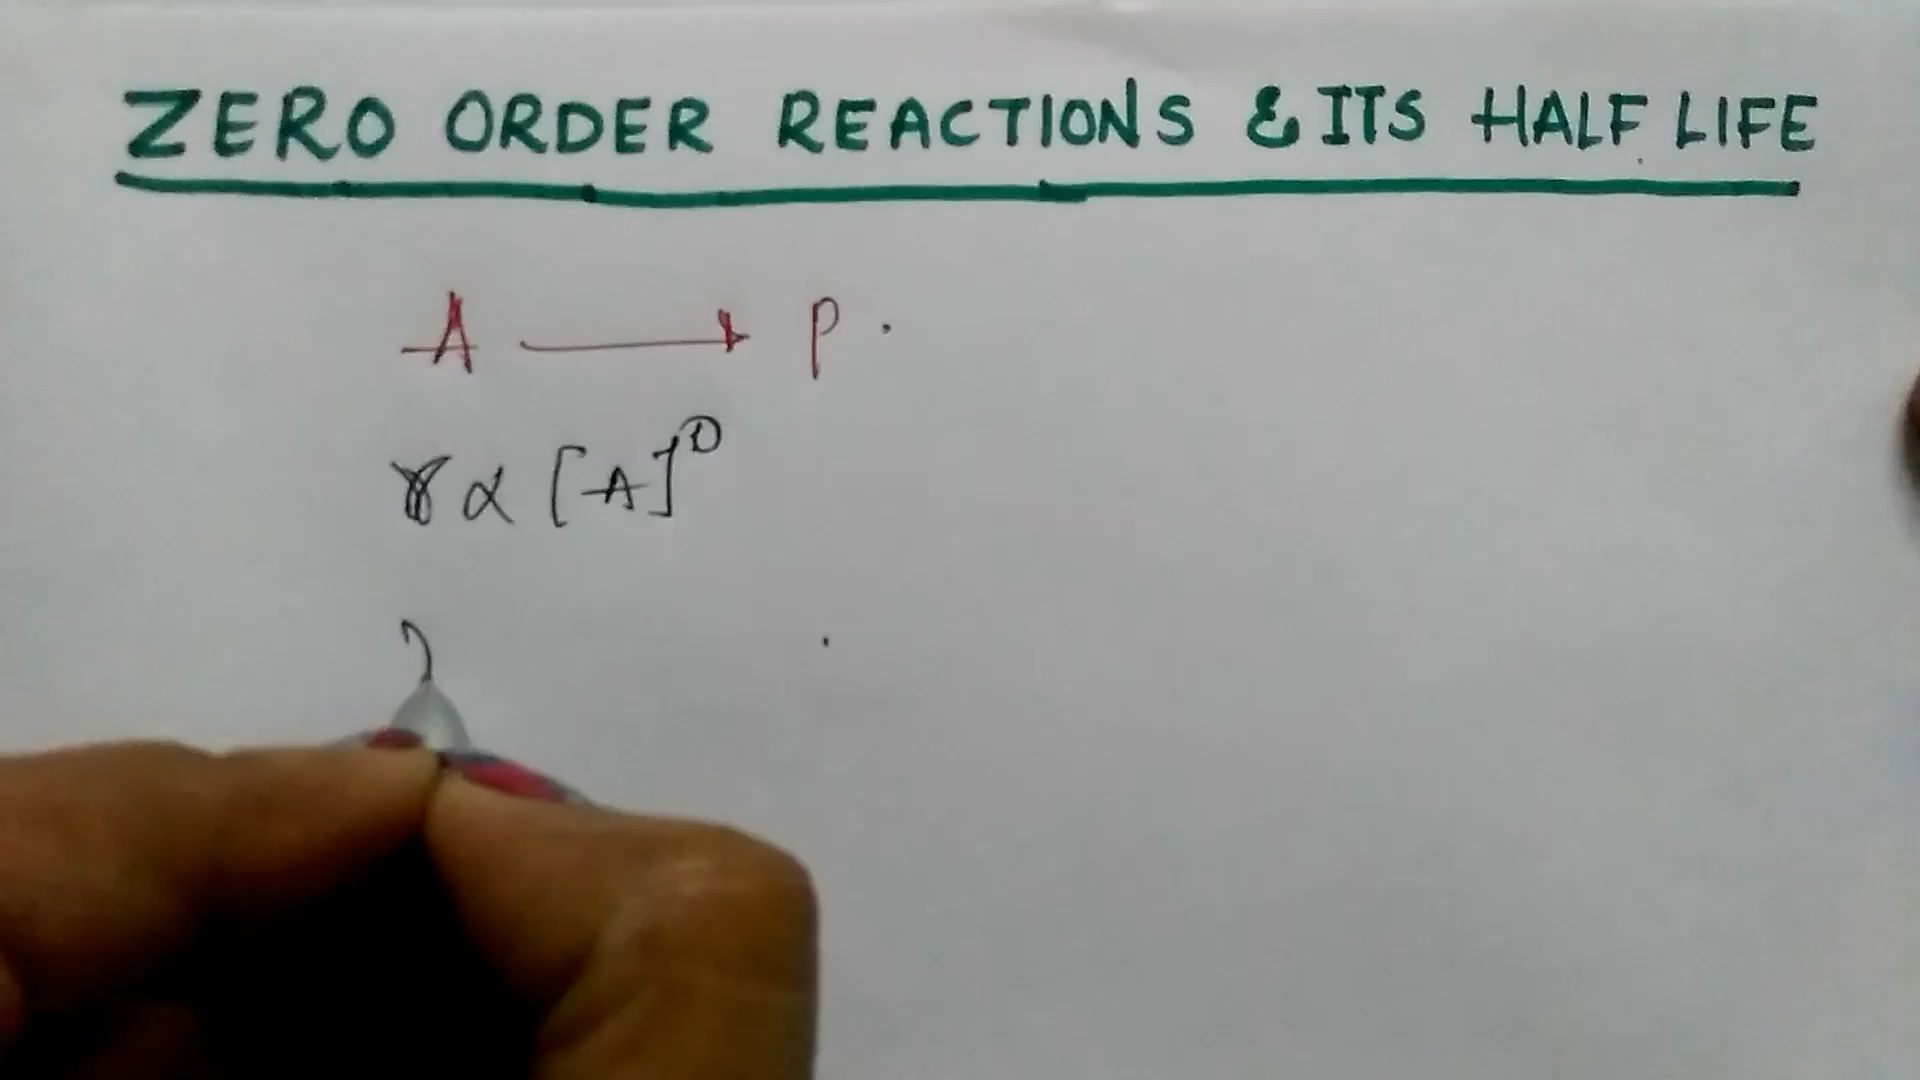 ZERO ORDER REACTIONS & ITS HALF LIFE
A → P.
r α [A]⁰